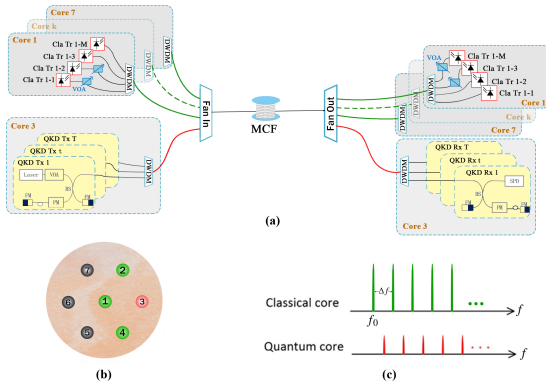 Core 7
Core k
Core 1
Cla Tr 1-M
Cla Tr 1-3
Cla Tr 1-2
Cla Tr 1-1
VOA
DWDM
Core 3
QKD Tx T
QKD Tx t
QKD Tx 1
Laser
VOA
BS
FM
PM
FM
DWDM
Fan In
MCF
Fan Out
Cla Tr 1-M
Cla Tr 1-3
Cla Tr 1-2
Cla Tr 1-1
VOA
DWDM
DWDM
Core 1
Core k
Core 7
DWDM
QKD Rx T
QKD Rx t
QKD Rx 1
SPD
BS
FM
PM
FM
Core 3
(a)
7
2
6
1
3
5
4
(b)
Classical core
Δf
f0
f
Quantum core
f
(c)